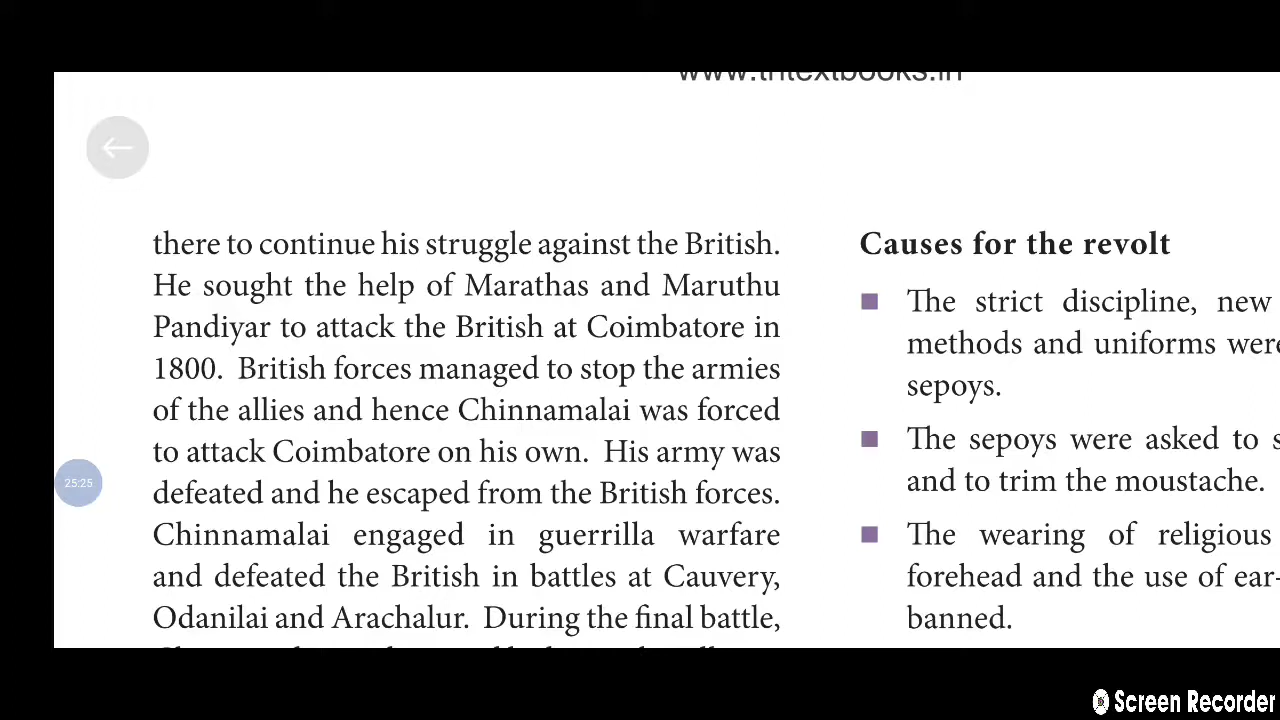 www.tntextbooks.in
there to continue his struggle against the British.
He sought the help of Marathas and Maruthu
Pandiyar to attack the British at Coimbatore in
1800. British forces managed to stop the armies
of the allies and hence Chinnamalai was forced
to attack Coimbatore on his own. His army was
defeated and he escaped from the British forces.
Chinnamalai engaged in guerrilla warfare
and defeated the British in battles at Cauvery,
Odanilai and Arachalur. During the final battle,
Causes for the revolt
■ The strict discipline, new
methods and uniforms were
sepoys.
■ The sepoys were asked to
and to trim the moustache.
■ The wearing of religious
forehead and the use of ear-
banned.
25:25
Screen Recorder